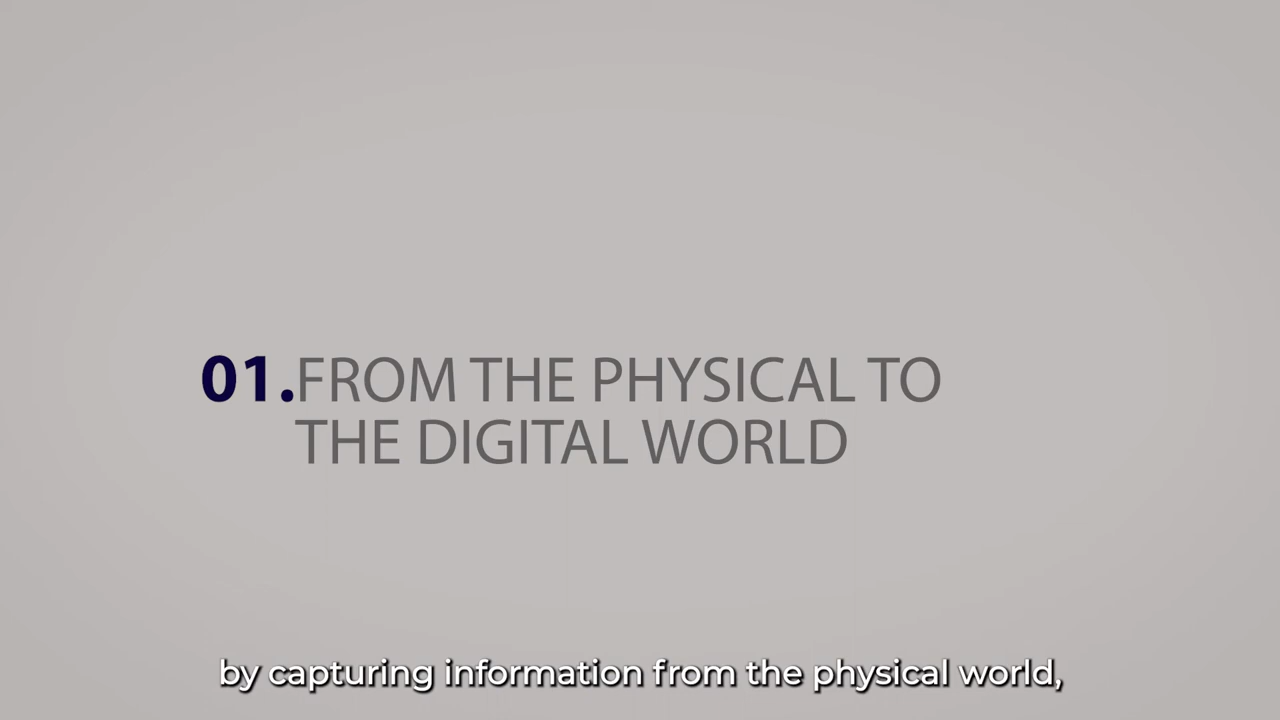 01.FROM THE PHYSICAL TO
THE DIGITAL WORLD
by capturing information from the physical world,